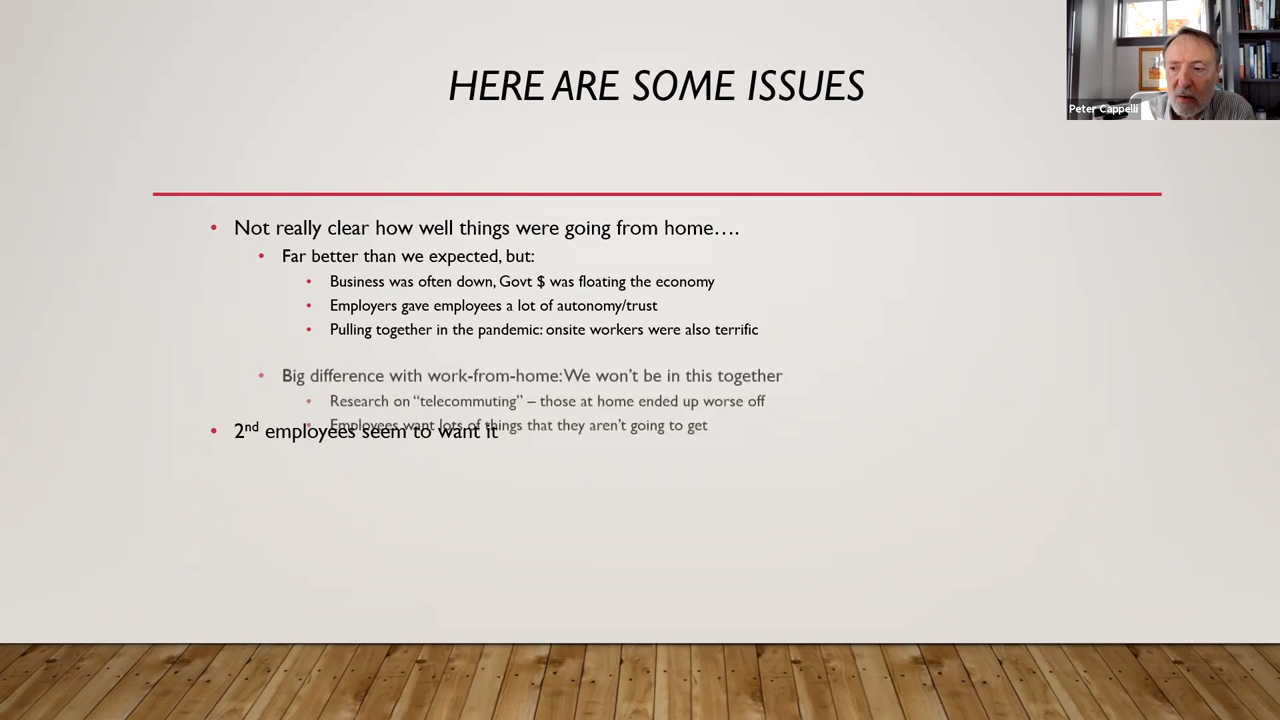 HERE ARE SOME ISSUES
Peter Cappelli
Not really clear how well things were going from home….
Far better than we expected, but:
Business was often down, Govt $ was floating the economy
Employers gave employees a lot of autonomy/trust
Pulling together in the pandemic: onsite workers were also terrific
Big difference with work-from-home: We won't be in this together
Research on “telecommuting” – those at home ended up worse off
Employees want lots of things that they aren't going to get
2nd employees seem to want it